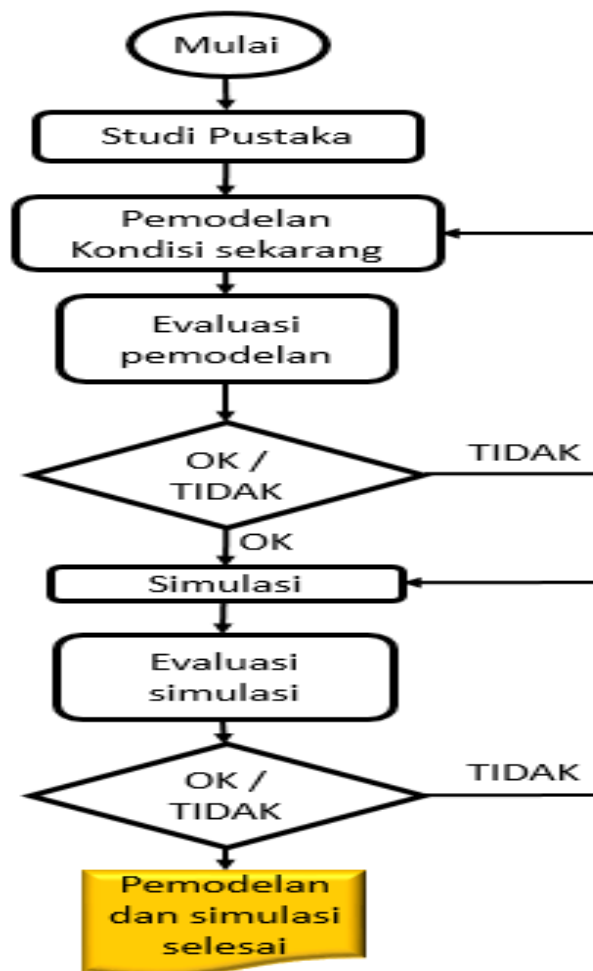 Mulai
Studi Pustaka
Pemodelan
Kondisi sekarang
Evaluasi
pemodelan
OK /
TIDAK
TIDAK
OK
Simulasi
Evaluasi
simulasi
OK /
TIDAK
TIDAK
Pemodelan
dan simulasi
selesai